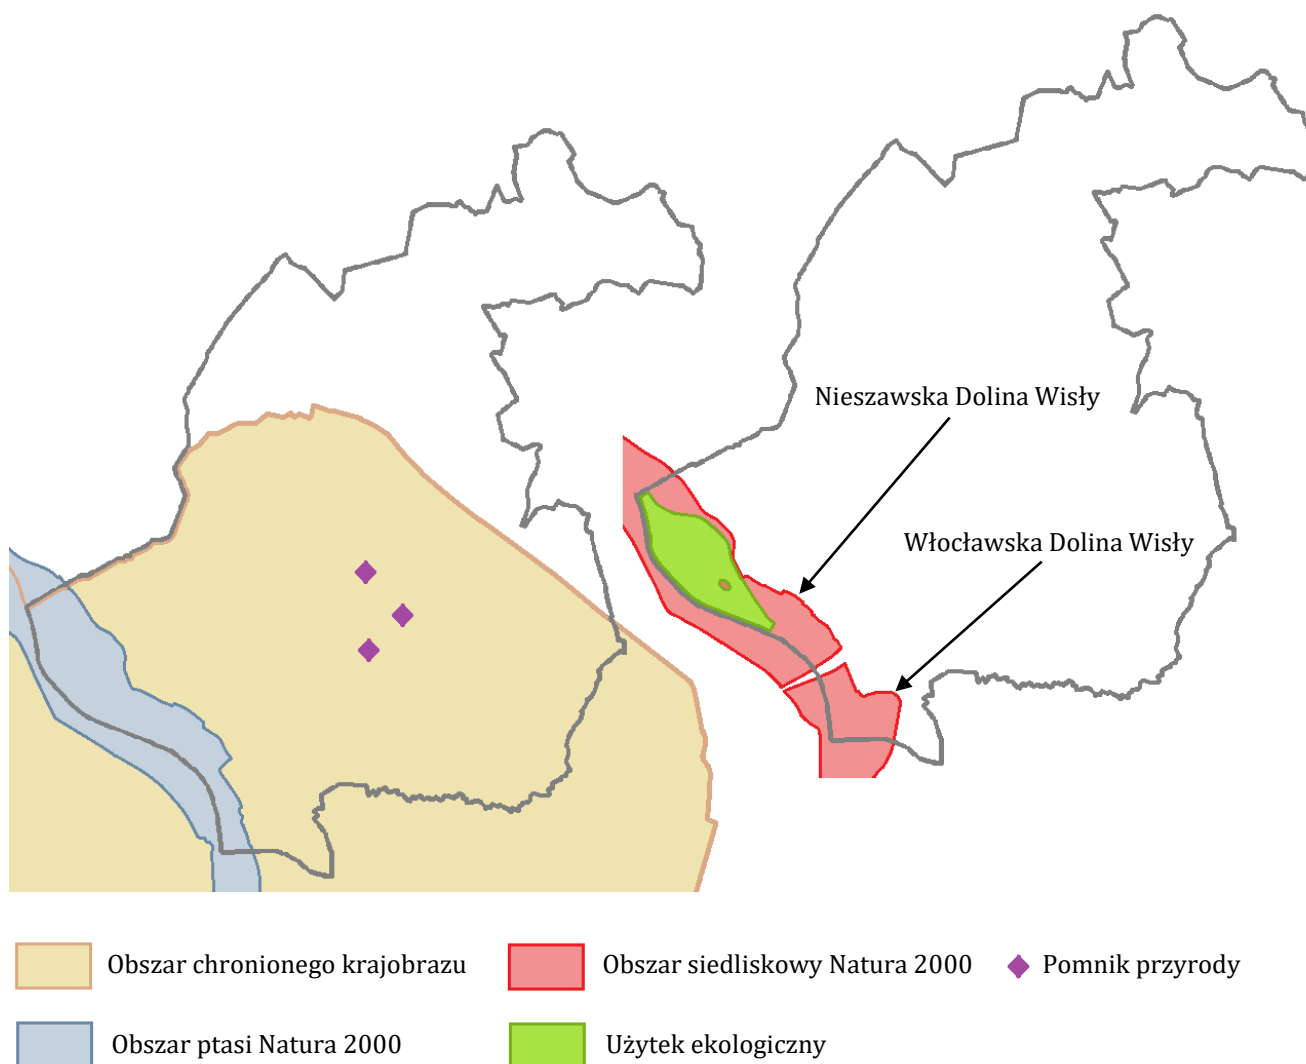 Nieszawska Dolina Wisły
Włocławska Dolina Wisły
Obszar chronionego krajobrazu
Obszar siedliskowy Natura 2000
Pomnik przyrody
Obszar ptasi Natura 2000
Użytek ekologiczny